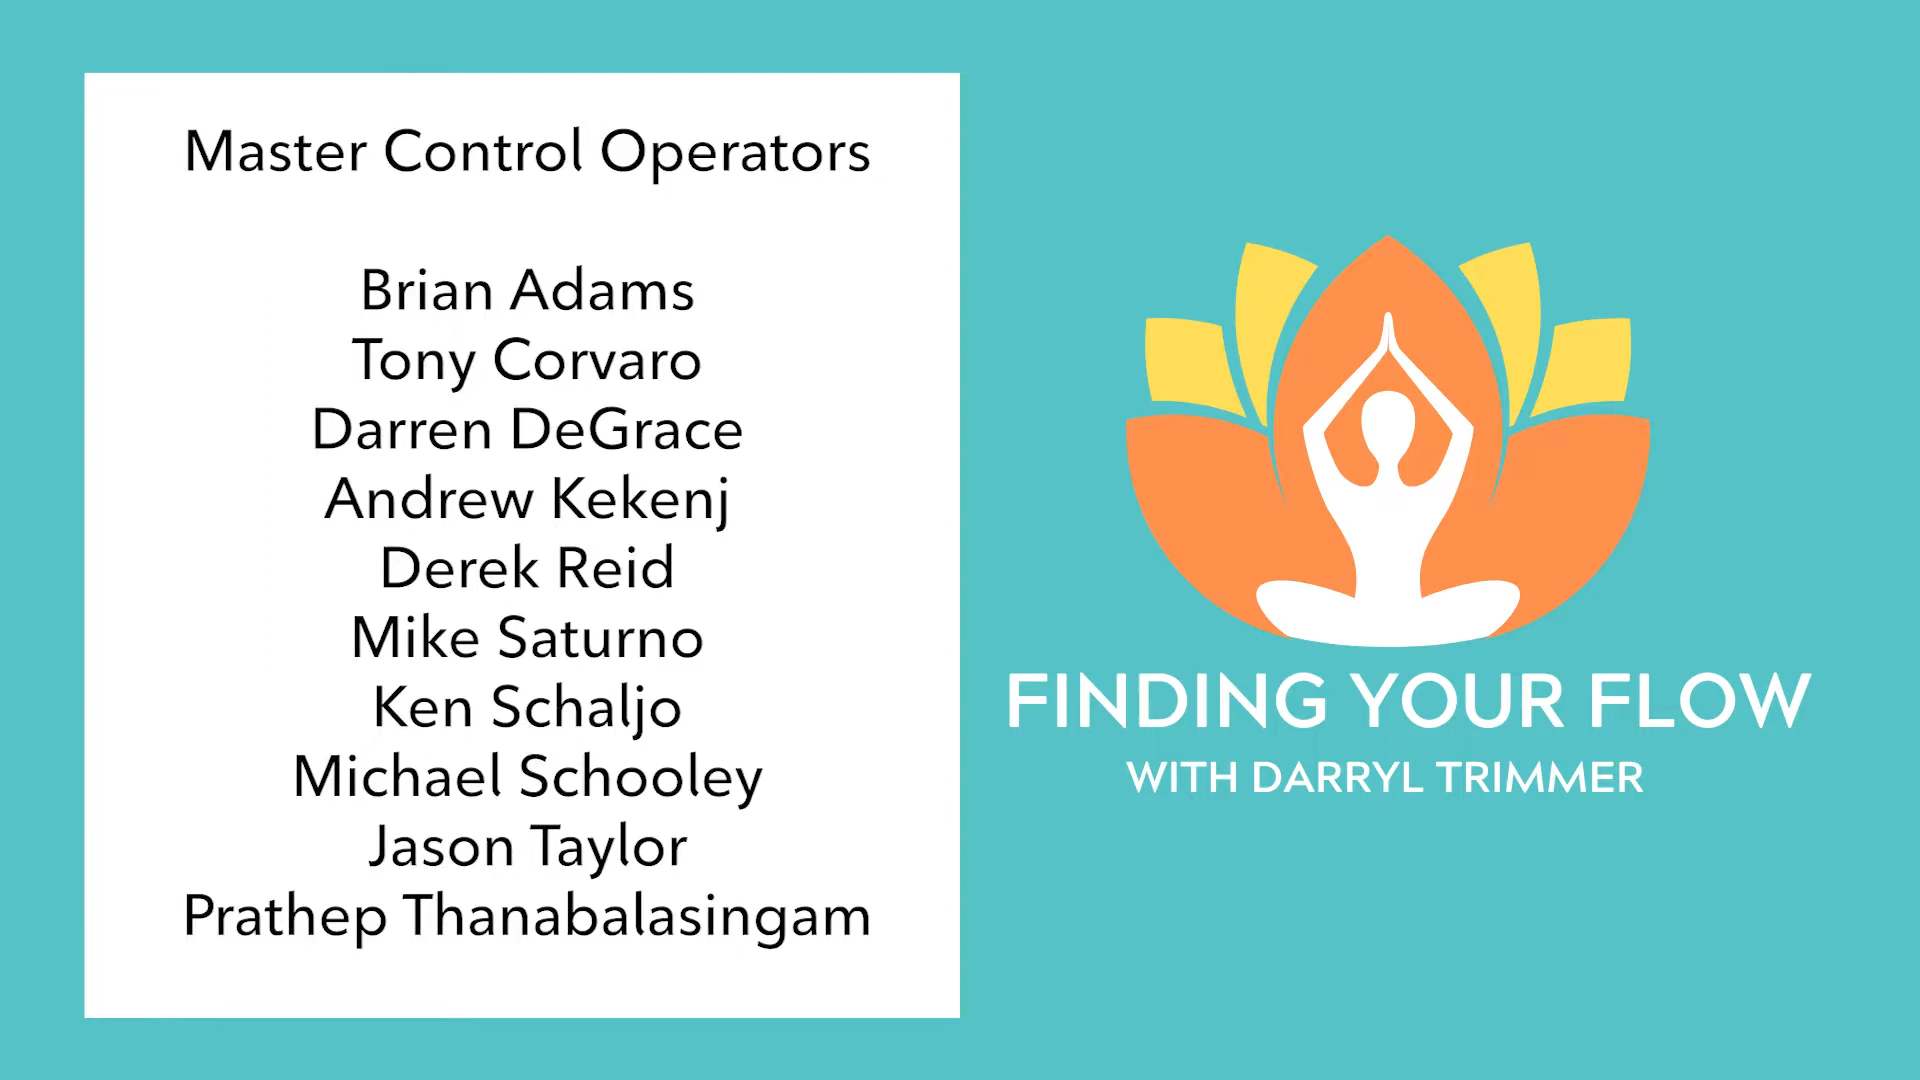 Master Control Operators
Brian Adams
Tony Corvaro
Darren DeGrace
Andrew Kekenj
Derek Reid
Mike Saturno
Ken Schaljo
Michael Schooley
Jason Taylor
Prathep Thanabalasingam
FINDING YOUR FLOW
WITH DARRYL TRIMMER